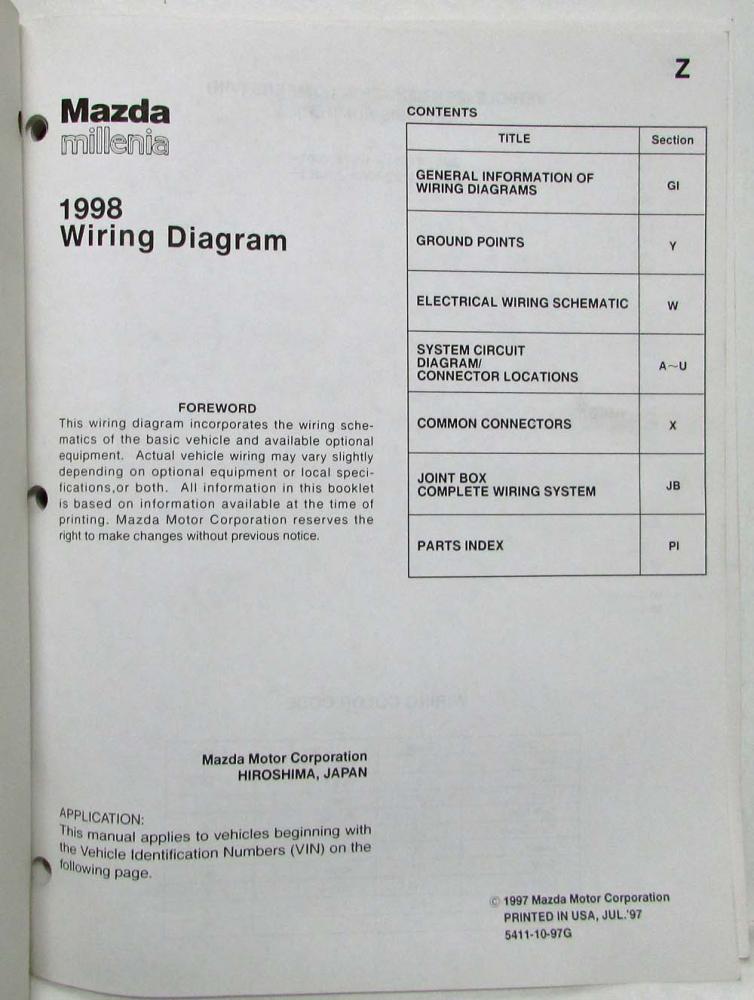 Z
Mazda
millenia
1998
Wiring Diagram
FOREWORD
This wiring diagram incorporates the wiring sche-
matics of the basic vehicle and available optional
equipment. Actual vehicle wiring may vary slightly
depending on optional equipment or local speci-
fications,or both. All information in this booklet
is based on information available at the time of
printing. Mazda Motor Corporation reserves the
right to make changes without previous notice.
Mazda Motor Corporation
HIROSHIMA, JAPAN
APPLICATION:
This manual applies to vehicles beginning with
the Vehicle Identification Numbers (VIN) on the
following page.
CONTENTS
TITLE Section
GENERAL INFORMATION OF
WIRING DIAGRAMS GI
GROUND POINTS Y
ELECTRICAL WIRING SCHEMATIC W
SYSTEM CIRCUIT
DIAGRAM/ A~U
CONNECTOR LOCATIONS
COMMON CONNECTORS X
JOINT BOX
COMPLETE WIRING SYSTEM JB
PARTS INDEX PI
© 1997 Mazda Motor Corporation
PRINTED IN USA, JUL.'97
5411-10-97G